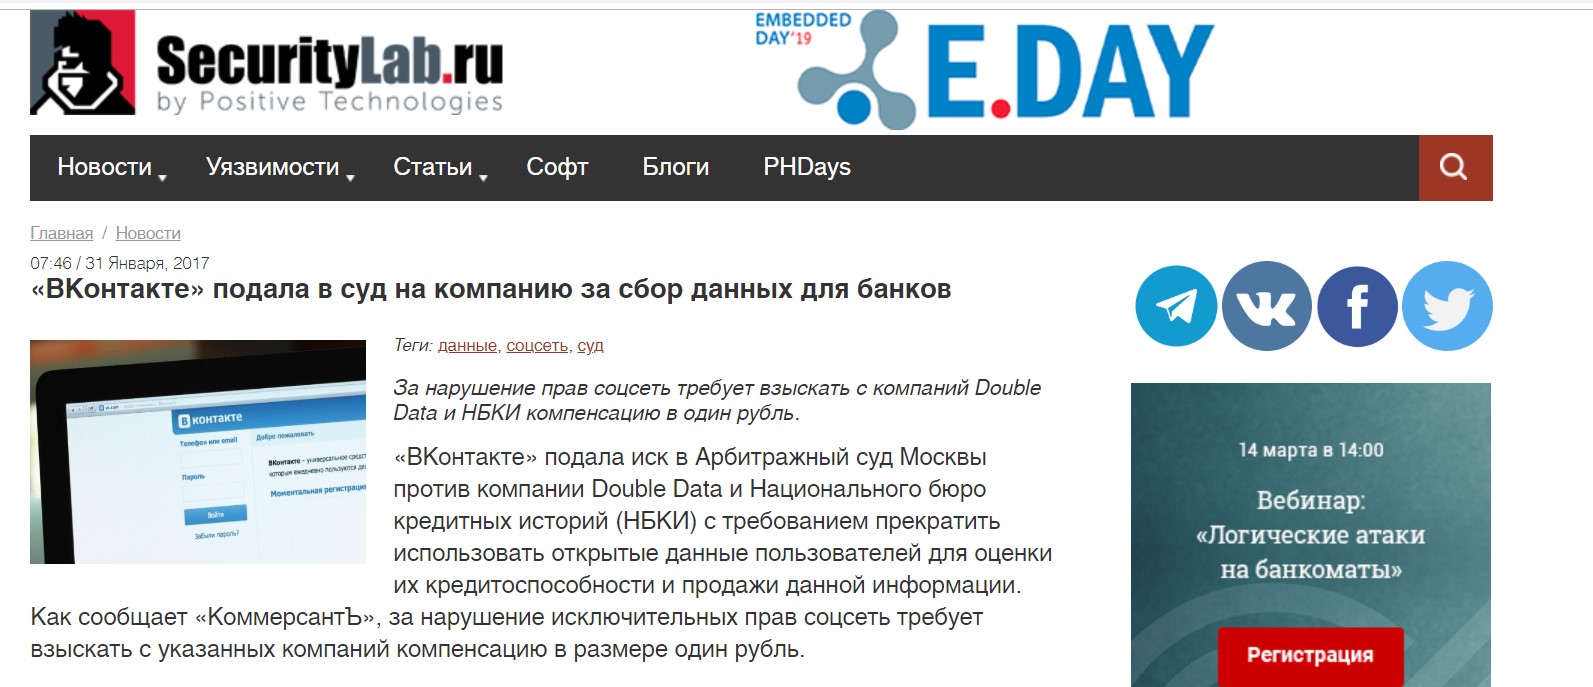 SecurityLab.ru
by Positive Technologies
EMBEDDED
DAY'19
E.DAY
Новости
Уязвимости
Статьи
Софт
Блоги
PHDays
Главная / Новости
07:46 / 31 Января, 2017
«ВКонтакте» подала в суд на компанию за сбор данных для банков
В контакте
Телефон или email
Добро пожаловать
ВКонтакте – универсальное средс
которым ежедневно пользуются де
Пароль
Моментальная регистрация
Войти
Забыли пароль?
Теги: данные, соцсеть, суд
За нарушение прав соцсеть требует взыскать с компаний Double
Data и НБКИ компенсацию в один рубль.
«ВКонтакте» подала иск в Арбитражный суд Москвы
против компании Double Data и Национального бюро
кредитных историй (НБКИ) с требованием прекратить
использовать открытые данные пользователей для оценки
их кредитоспособности и продажи данной информации.
Как сообщает «КоммерсантЪ», за нарушение исключительных прав соцсеть требует
взыскать с указанных компаний компенсацию в размере один рубль.
14 марта в 14:00
Вебинар:
«Логические атаки
на банкоматы»
Регистрация